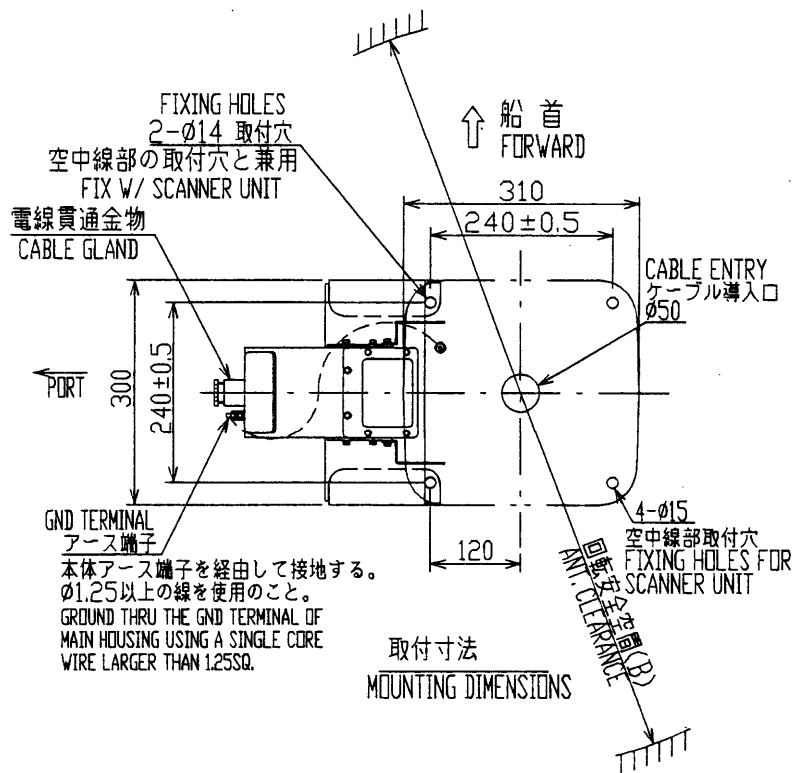 FIXING HOLES
2-Ø14 取付穴
空中線部の取付穴と兼用
FIX W/ SCANNER UNIT
電線貫通金物
CABLE GLAND
船首
FORWARD
310
240±0.5
CABLE ENTRY
ケーブル導入口
Ø50
PORT
300
240±0.5
GND TERMINAL
アース端子
本体アース端子を経由して接地する。
Ø1.25以上の線を使用のこと。
GROUND THRU THE GND TERMINAL OF
MAIN HOUSING USING A SINGLE CORE
WIRE LARGER THAN 1.25SQ.
120
4-Ø15
空中線部取付穴
FIXING HOLES FOR
SCANNER UNIT
回転安全空間(B)
ANT. CLEARANCE
取付寸法
MOUNTING DIMENSIONS